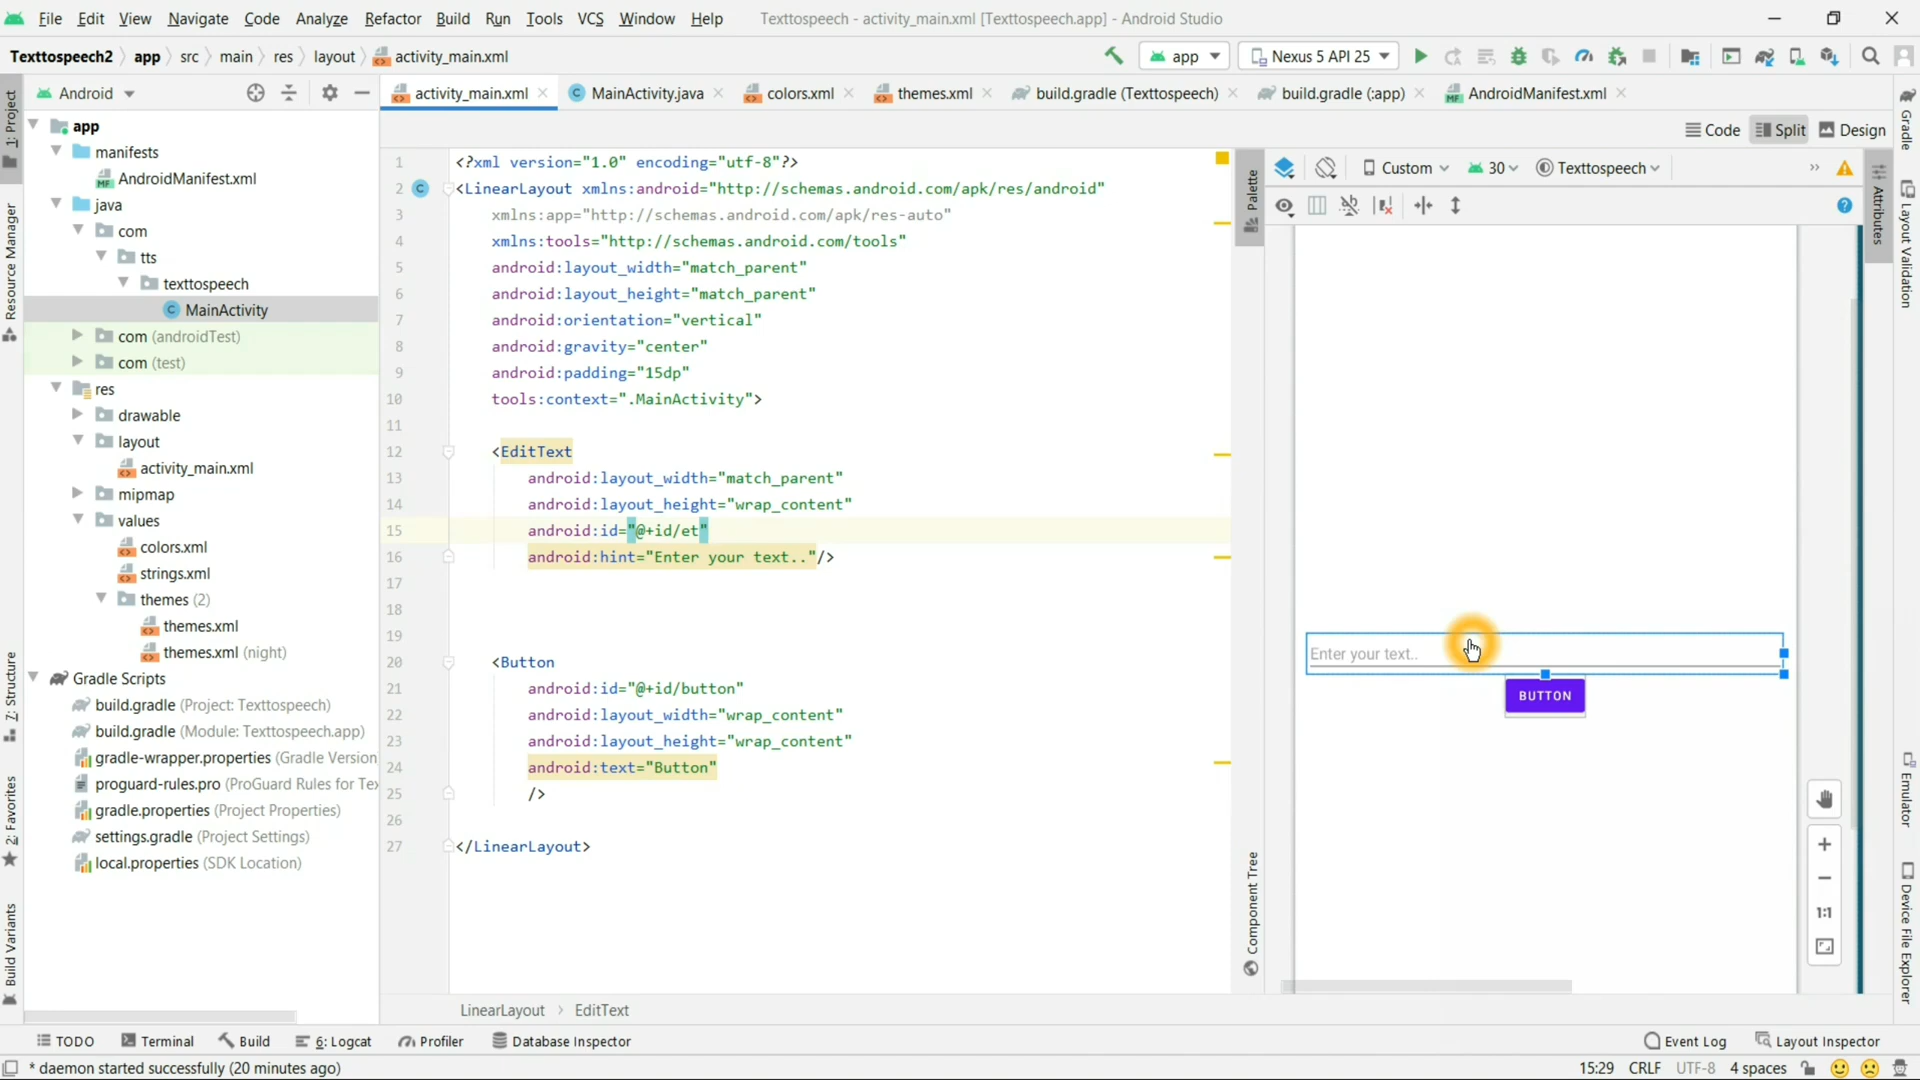 File Edit View Navigate Code Analyze Refactor Build Run Tools VCS Window Help Texttospeech - activity_main.xml [Texttospeech.app] - Android Studio
Texttospeech2 app src main res layout activity_main.xml app Nexus 5 API 25
Android activity_main.xml MainActivity.java colors.xml themes.xml build.gradle (Texttospeech) build.gradle (:app) AndroidManifest.xml
Code Split Design
1: Project
Resource Manager
7: Structure
2: Favorites
Build Variants
app
manifests
AndroidManifest.xml
java
com
tts
texttospeech
MainActivity
com (androidTest)
com (test)
res
drawable
layout
activity_main.xml
mipmap
values
colors.xml
strings.xml
themes (2)
themes.xml
themes.xml (night)
Gradle Scripts
build.gradle (Project: Texttospeech)
build.gradle (Module: Texttospeech.app)
gradle-wrapper.properties (Gradle Version
proguard-rules.pro (ProGuard Rules for Te
gradle.properties (Project Properties)
settings.gradle (Project Settings)
local.properties (SDK Location)
1 <?xml version="1.0" encoding="utf-8"?>
2 C <LinearLayout xmlns:android="http://schemas.android.com/apk/res/android"
3 xmlns:app="http://schemas.android.com/apk/res-auto"
4 xmlns:tools="http://schemas.android.com/tools"
5 android:layout_width="match_parent"
6 android:layout_height="match_parent"
7 android:orientation="vertical"
8 android:gravity="center"
9 android:padding="15dp"
10 tools:context=".MainActivity">
11
12 <EditText
13 android:layout_width="match_parent"
14 android:layout_height="wrap_content"
15 android:id="@+id/et"
16 android:hint="Enter your text.."/>
17
18
19
20 <Button
21 android:id="@+id/button"
22 android:layout_width="wrap_content"
23 android:layout_height="wrap_content"
24 android:text="Button"
25 />
26
27 </LinearLayout>
LinearLayout EditText
Palette
Component Tree
Custom 30 Texttospeech
Enter your text..
BUTTON
1:1
Attributes
Gradle
Layout Validation
Emulator
Device File Explorer
TODO Terminal Build 6: Logcat Profiler Database Inspector Event Log Layout Inspector
* daemon started successfully (20 minutes ago) 15:29 CRLF UTF-8 4 spaces